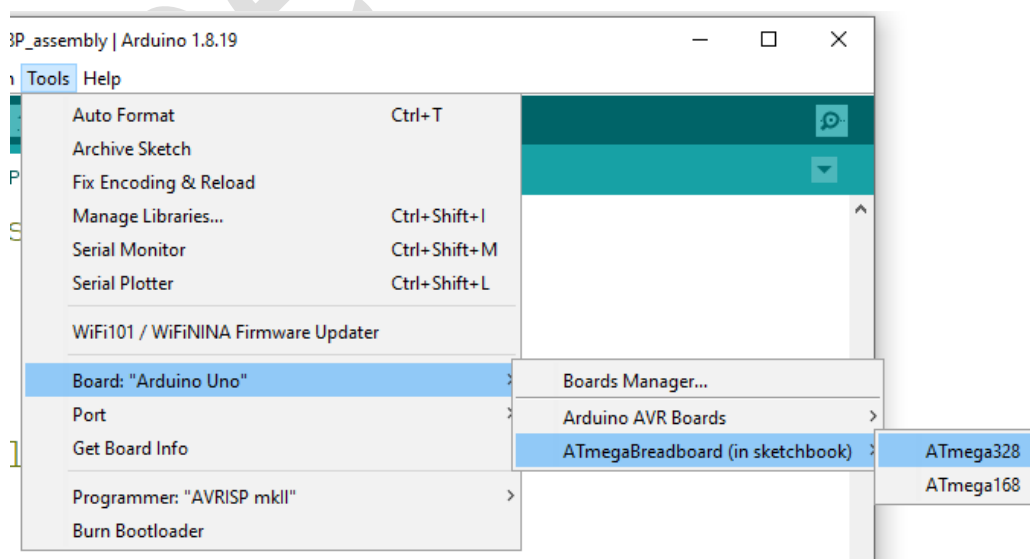 3P_assembly | Arduino 1.8.19
Tools Help
Auto Format Ctrl+T
Archive Sketch
Fix Encoding & Reload
Manage Libraries... Ctrl+Shift+I
Serial Monitor Ctrl+Shift+M
Serial Plotter Ctrl+Shift+L
WiFi101 / WiFiNINA Firmware Updater
Board: "Arduino Uno"
Boards Manager...
Port
Arduino AVR Boards
Get Board Info
ATmegaBreadboard (in sketchbook)
ATmega328
ATmega168
Programmer: "AVRISP mkII"
Burn Bootloader